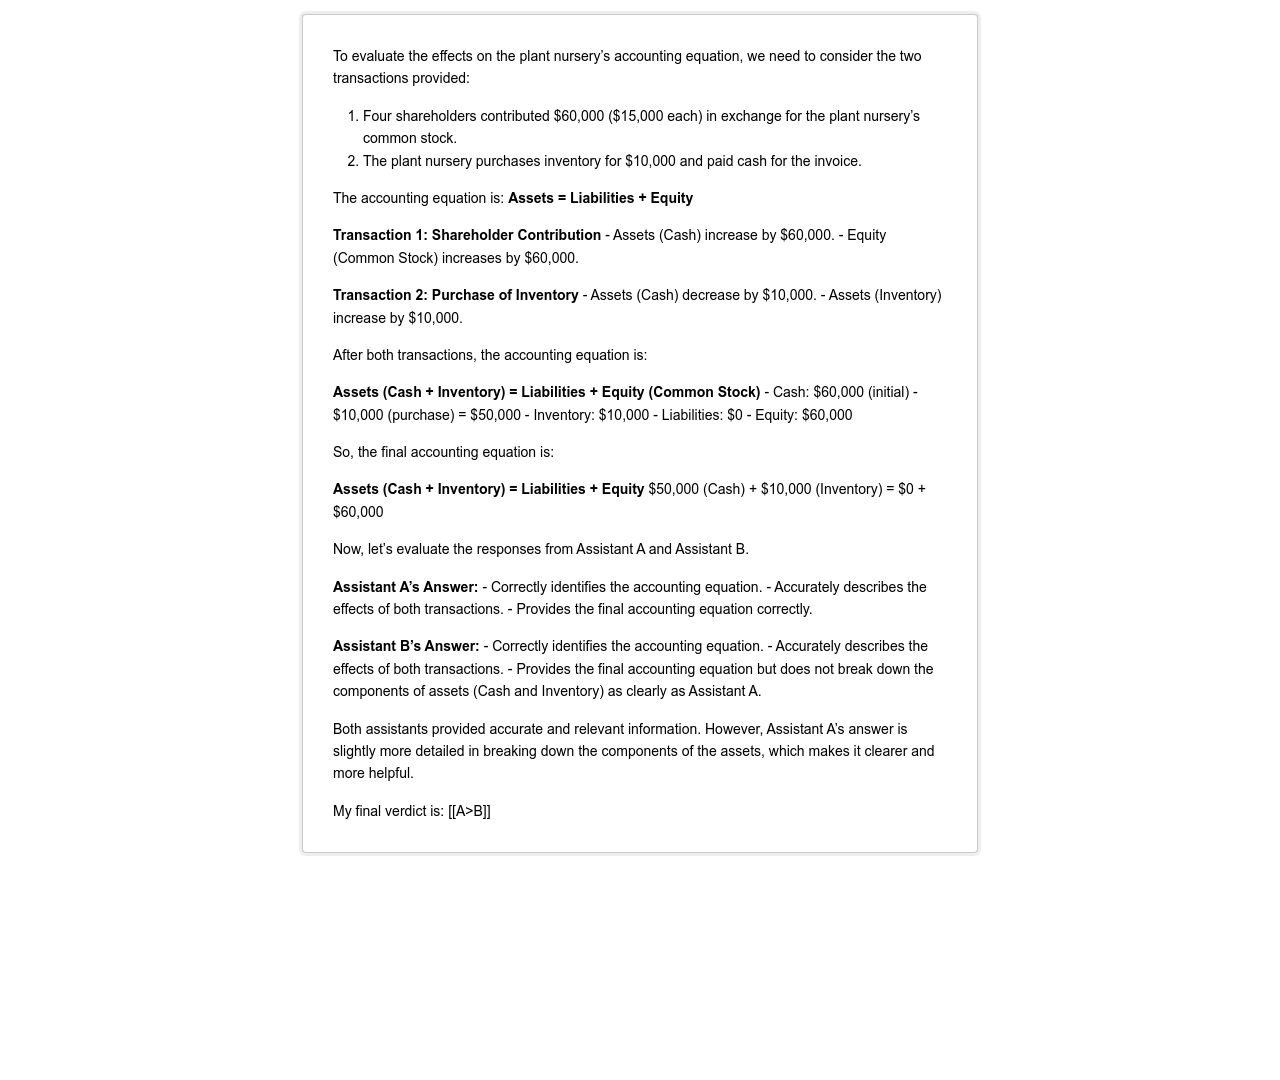 To evaluate the effects on the plant nursery’s accounting equation, we need to consider the two
transactions provided:
1. Four shareholders contributed $60,000 ($15,000 each) in exchange for the plant nursery’s
common stock.
2. The plant nursery purchases inventory for $10,000 and paid cash for the invoice.
The accounting equation is: Assets = Liabilities + Equity
Transaction 1: Shareholder Contribution - Assets (Cash) increase by $60,000. - Equity
(Common Stock) increases by $60,000.
Transaction 2: Purchase of Inventory - Assets (Cash) decrease by $10,000. - Assets (Inventory)
increase by $10,000.
After both transactions, the accounting equation is:
Assets (Cash + Inventory) = Liabilities + Equity (Common Stock) - Cash: $60,000 (initial) -
$10,000 (purchase) = $50,000 - Inventory: $10,000 - Liabilities: $0 - Equity: $60,000
So, the final accounting equation is:
Assets (Cash + Inventory) = Liabilities + Equity $50,000 (Cash) + $10,000 (Inventory) = $0 +
$60,000
Now, let’s evaluate the responses from Assistant A and Assistant B.
Assistant A’s Answer: - Correctly identifies the accounting equation. - Accurately describes the
effects of both transactions. - Provides the final accounting equation correctly.
Assistant B’s Answer: - Correctly identifies the accounting equation. - Accurately describes the
effects of both transactions. - Provides the final accounting equation but does not break down the
components of assets (Cash and Inventory) as clearly as Assistant A.
Both assistants provided accurate and relevant information. However, Assistant A’s answer is
slightly more detailed in breaking down the components of the assets, which makes it clearer and
more helpful.
My final verdict is: [[A>B]]